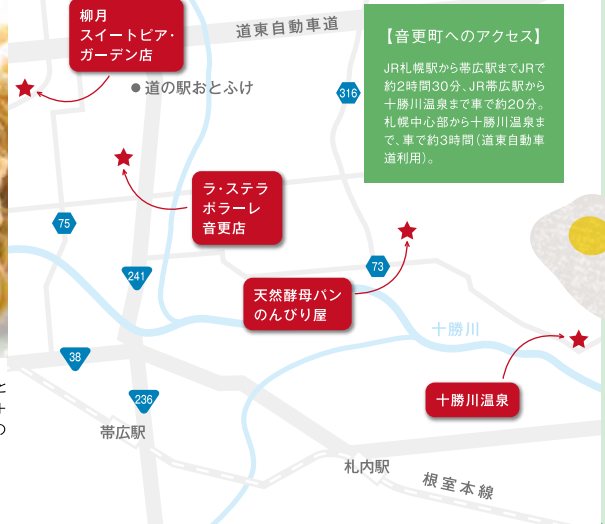 柳月
スイートピア・
ガーデン店
道東自動車道
【音更町へのアクセス】
JR札幌駅から帯広駅までJRで
約2時間30分、JR帯広駅から
十勝川温泉まで車で約20分。
札幌中心部から十勝川温泉ま
で、車で約3時間（道東自動車
道利用）。
道の駅おとふけ
316
ラ・ステラ
ポラーレ
音更店
75
241
73
天然酵母パン
のんびり屋
十勝川
38
十勝川温泉
236
帯広駅
札内駅
根室本線
と
の